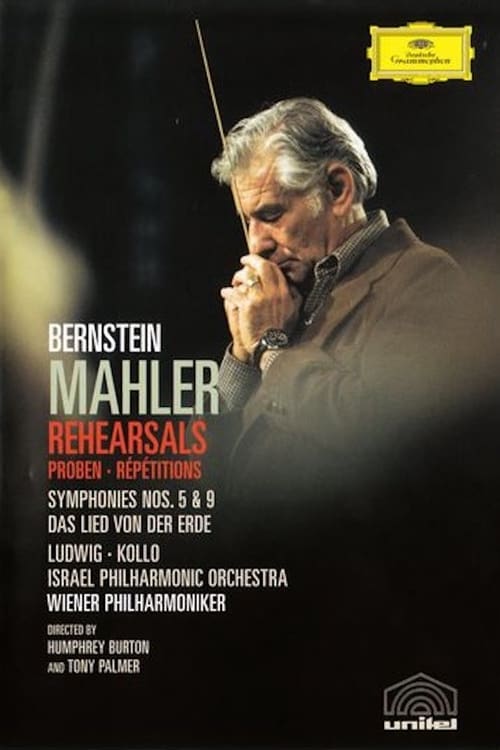 Deutsche
Grammophon
BERNSTEIN
MAHLER
REHEARSALS
PROBEN · RÉPÉTITIONS
SYMPHONIES NOS. 5 & 9
DAS LIED VON DER ERDE
LUDWIG · KOLLO
ISRAEL PHILHARMONIC ORCHESTRA
WIENER PHILHARMONIKER
DIRECTED BY
HUMPHREY BURTON
AND TONY PALMER
unitel